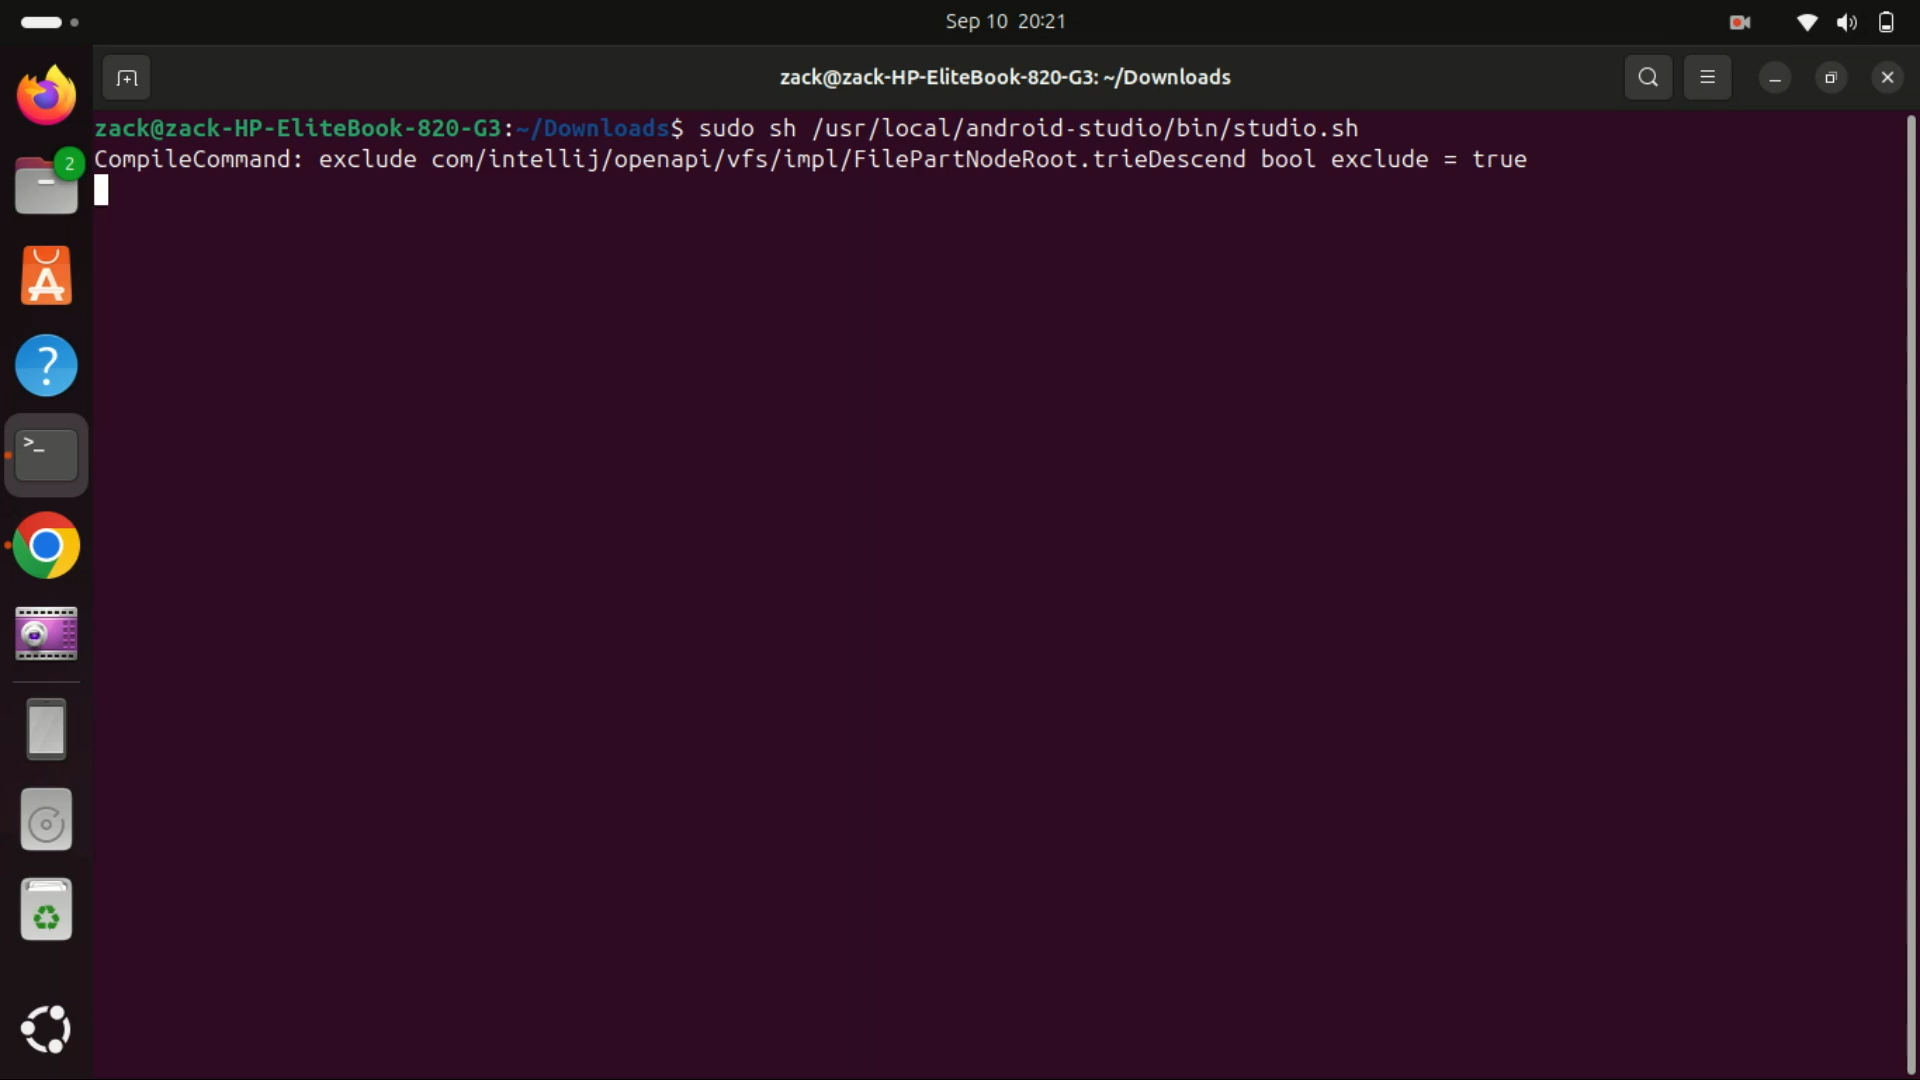 Sep 10 20:21
zack@zack-HP-EliteBook-820-G3: ~/Downloads
zack@zack-HP-EliteBook-820-G3:~/Downloads$ sudo sh /usr/local/android-studio/bin/studio.sh
CompileCommand: exclude com/intellij/openapi/vfs/impl/FilePartNodeRoot.trieDescend bool exclude = true
2
A
?
>_